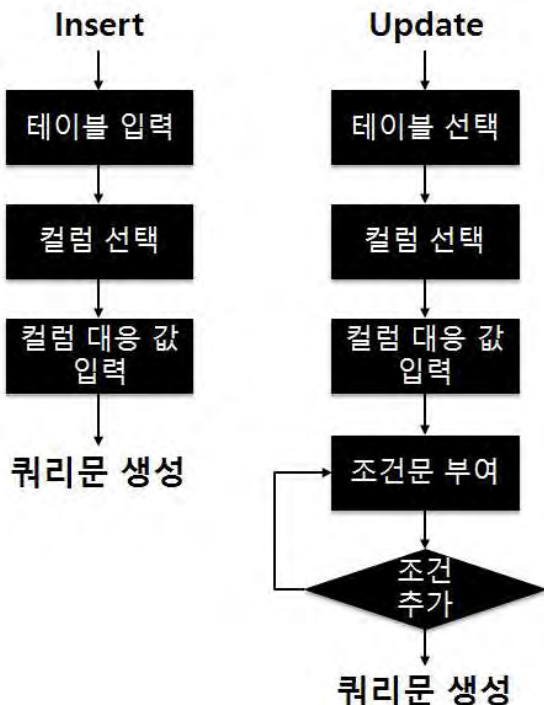 Insert
테이블 입력
컬럼 선택
컬럼 대응 값
입력
쿼리문 생성
Update
테이블 선택
컬럼 선택
컬럼 대응 값
입력
조건문 부여
조건
추가
쿼리문 생성